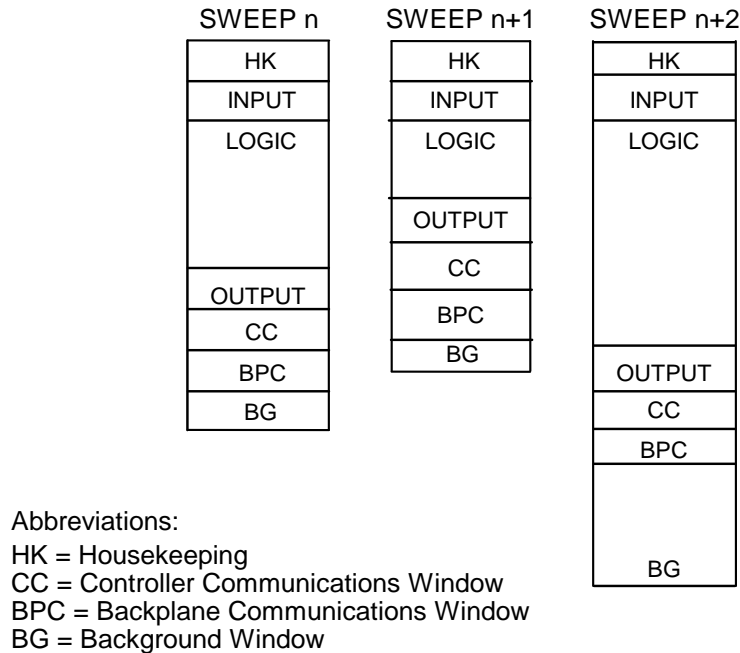 SWEEP n
HK
INPUT
LOGIC
OUTPUT
CC
BPC
BG
SWEEP n+1
HK
INPUT
LOGIC
OUTPUT
CC
BPC
BG
SWEEP n+2
HK
INPUT
LOGIC
OUTPUT
CC
BPC
BG
Abbreviations:
HK = Housekeeping
CC = Controller Communications Window
BPC = Backplane Communications Window
BG = Background Window